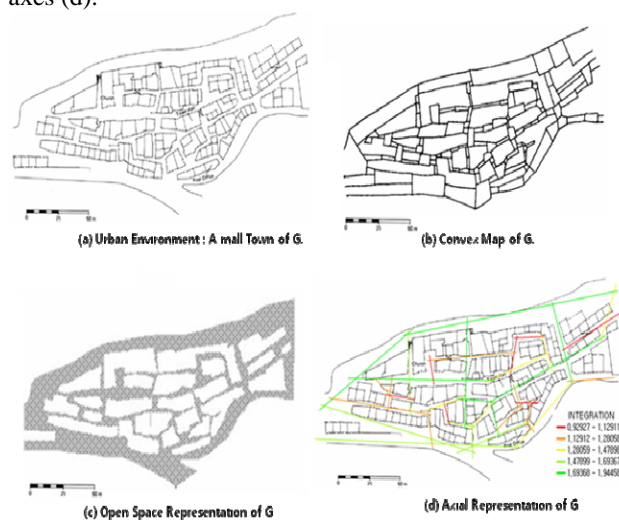 axes (d).
(a) Urban Environment : A mall Town of G.
(b) Convex Map of G.
(c) Open Space Representation of G
(d) Axial Representation of G
INTEGRATION
0,92927 - 1,12911
1,12912 - 1,28058
1,28059 - 1,47898
1,47899 - 1,69367
1,69368 - 1,94458